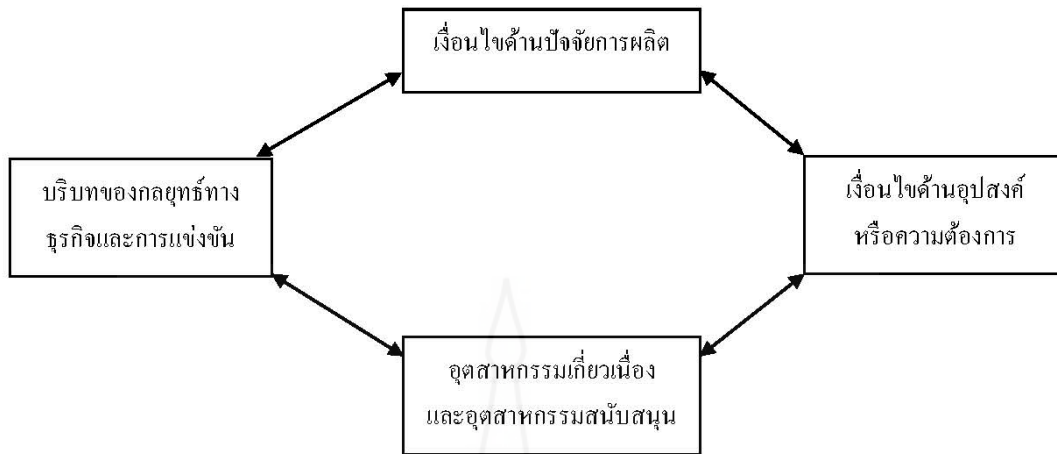 เงื่อนไขด้านปัจจัยการผลิต
บริบทของกลยุทธ์ทาง
ธุรกิจและการแข่งขัน
เงื่อนไขด้านอุปสงค์
หรือความต้องการ
อุตสาหกรรมเกี่ยวเนื่อง
และอุตสาหกรรมสนับสนุน